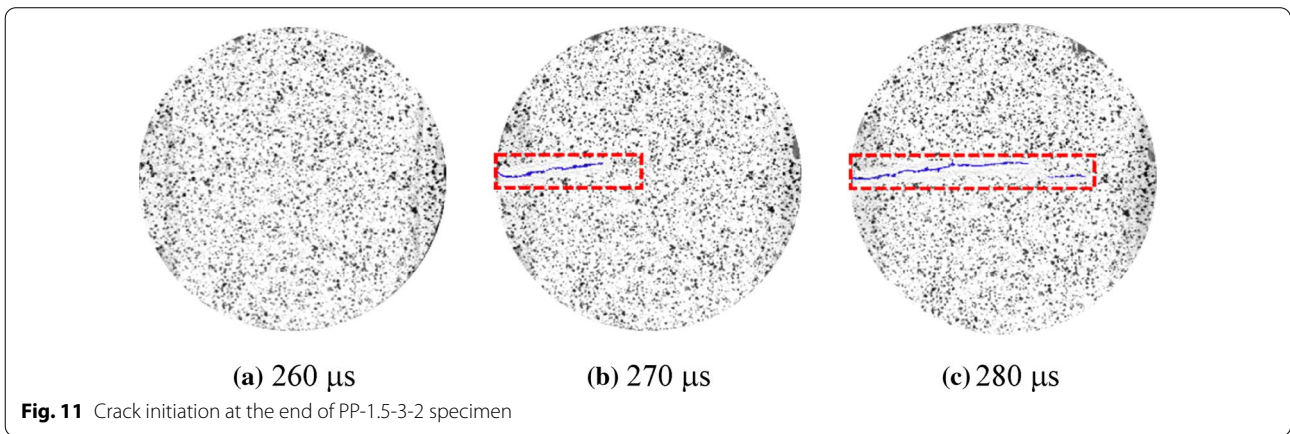 (a) 260 μs
(b) 270 μs
(c) 280 μs
Fig. 11 Crack initiation at the end of PP-1.5-3-2 specimen